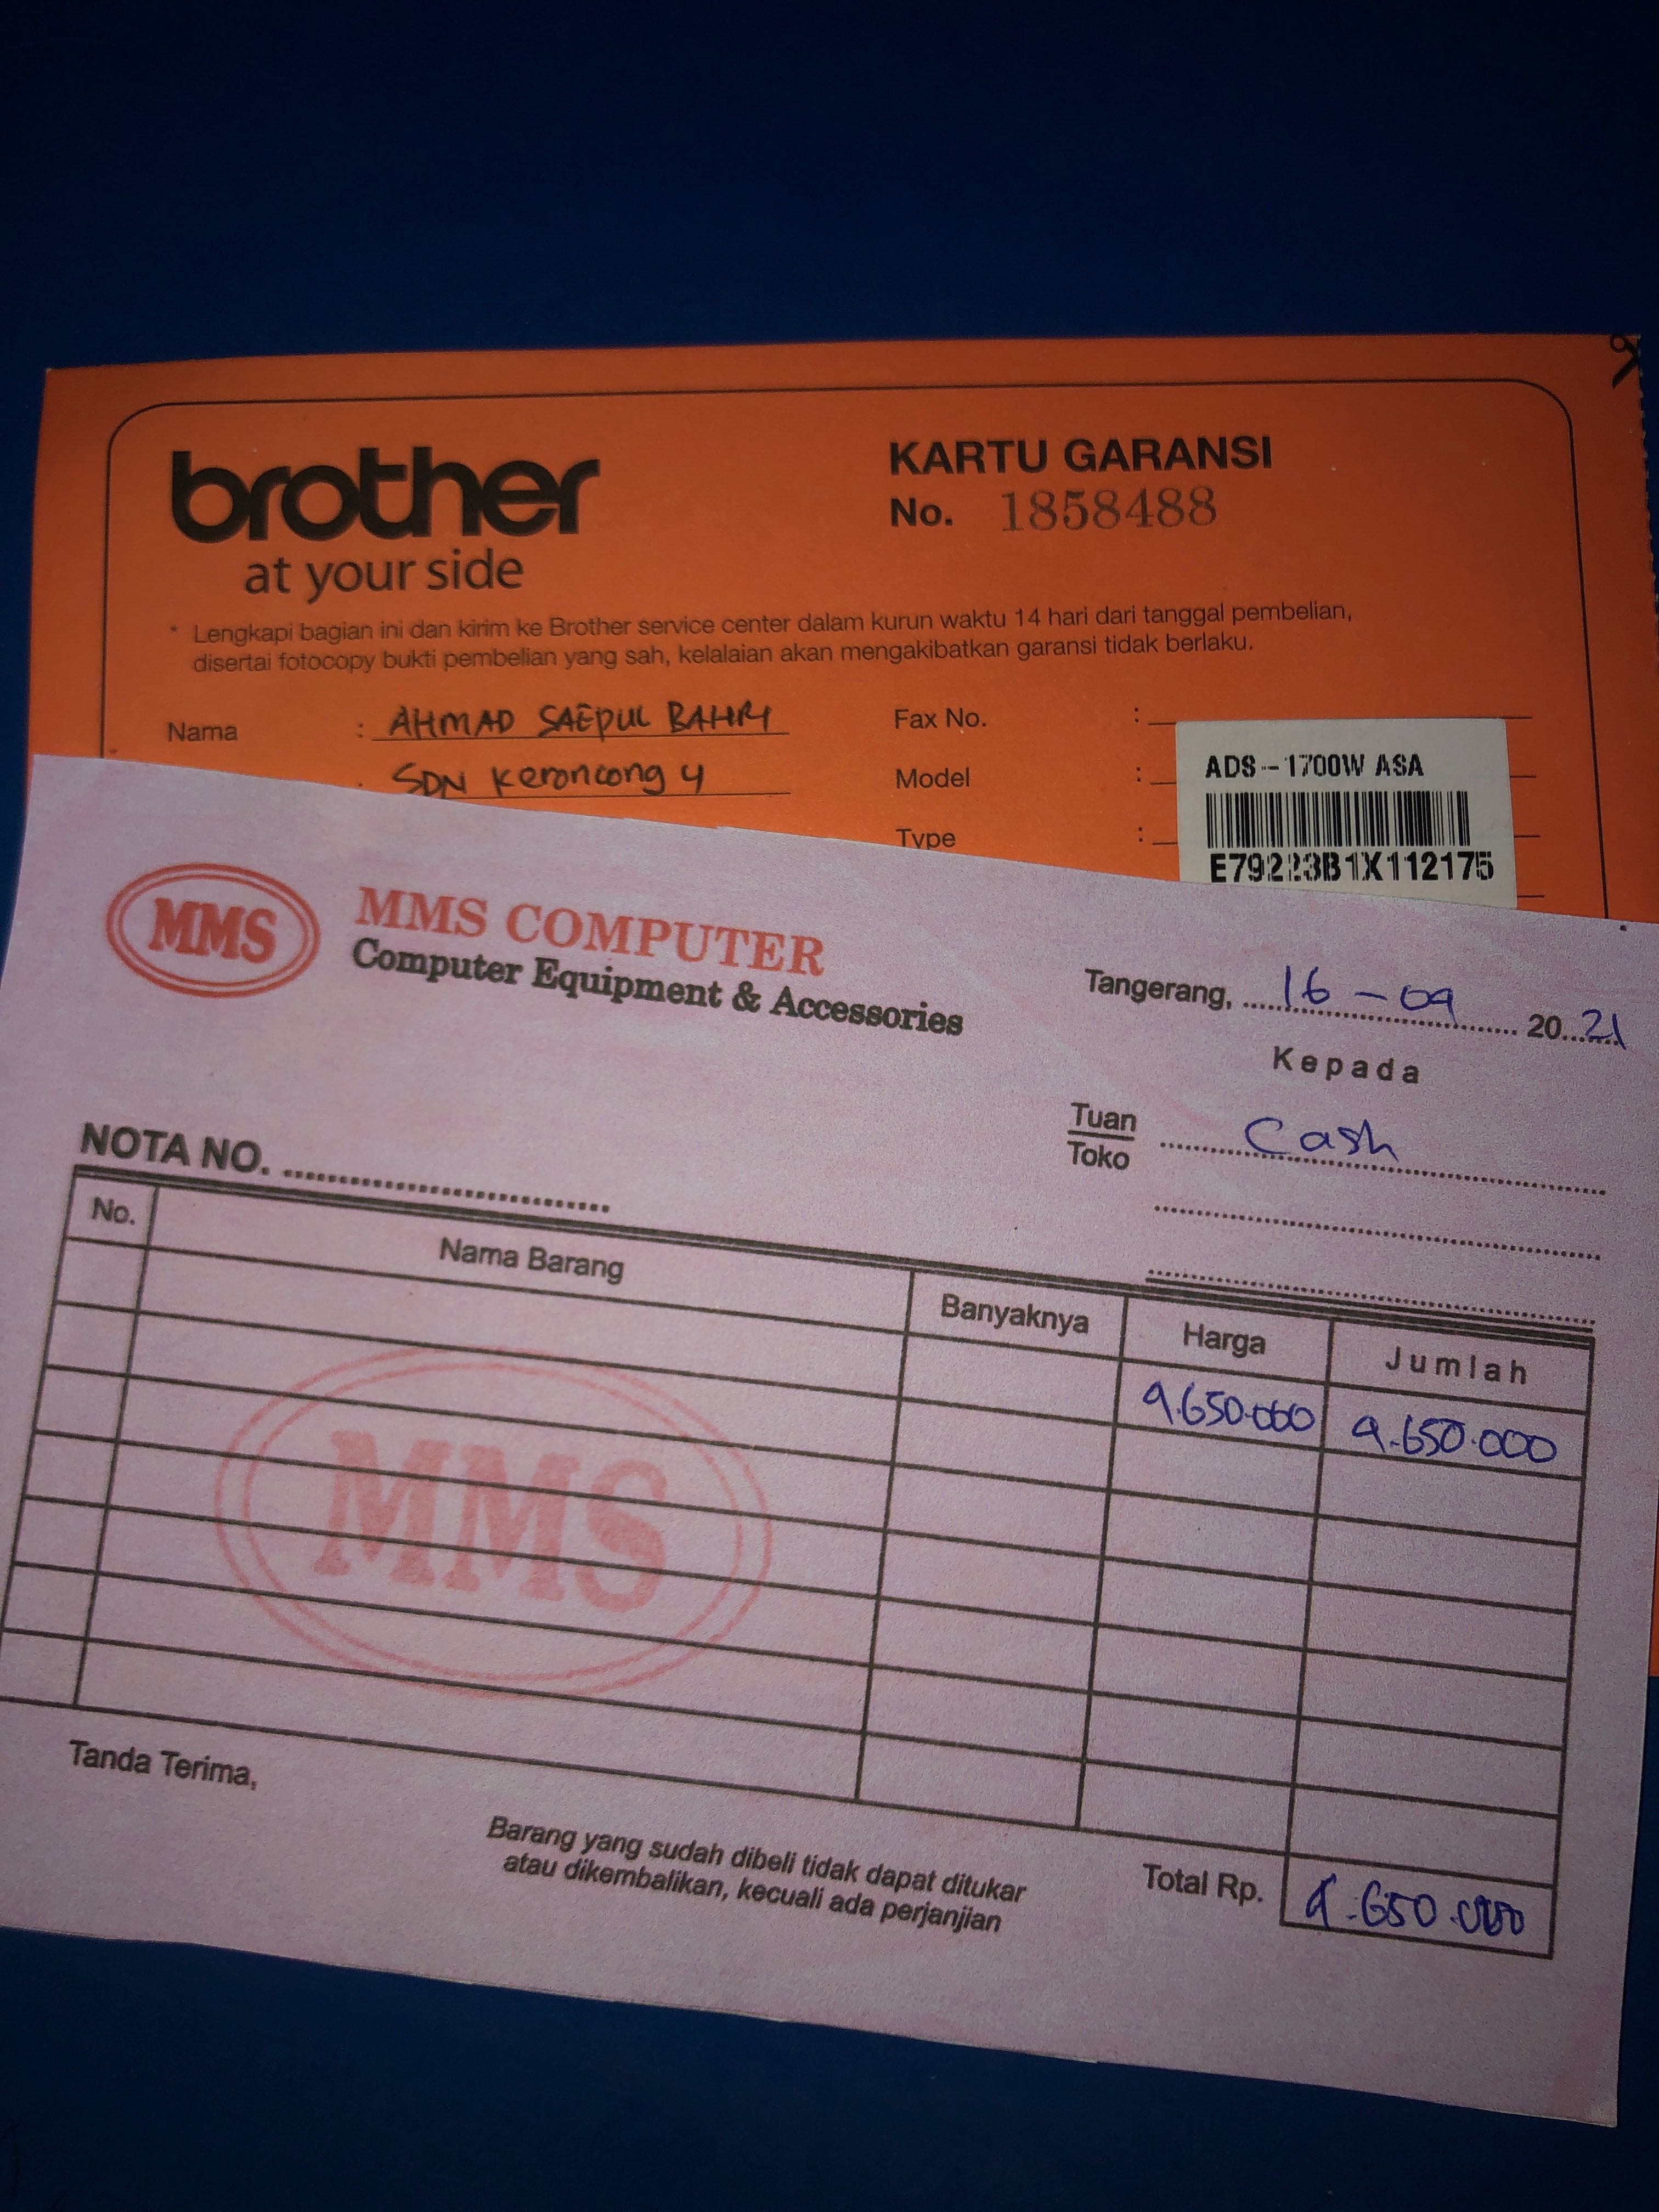 brother
at your side
KARTU GARANSI
No. 1858488
* Lengkapi bagian ini dan kirim ke Brother service center dalam kurun waktu 14 hari dari tanggal pembelian,
disertai fotocopy bukti pembelian yang sah, kelalaian akan mengakibatkan garansi tidak berlaku.
Nama : AHMAD SAEPUL BAHRI
: SDN Keroncong 4
Fax No. :
Model :
Type :
ADS-1700W ASA
E79223B1X112175
MMS
MMS COMPUTER
Computer Equipment & Accessories
Tangerang, 16-09 2021
Kepada
Tuan
Toko
Cash
NOTA NO.
No. Nama Barang Banyaknya Harga Jumlah
9.650.000 9.650.000
MMS
Tanda Terima,
Barang yang sudah dibeli tidak dapat ditukar
atau dikembalikan, kecuali ada perjanjian
Total Rp. 9.650.000